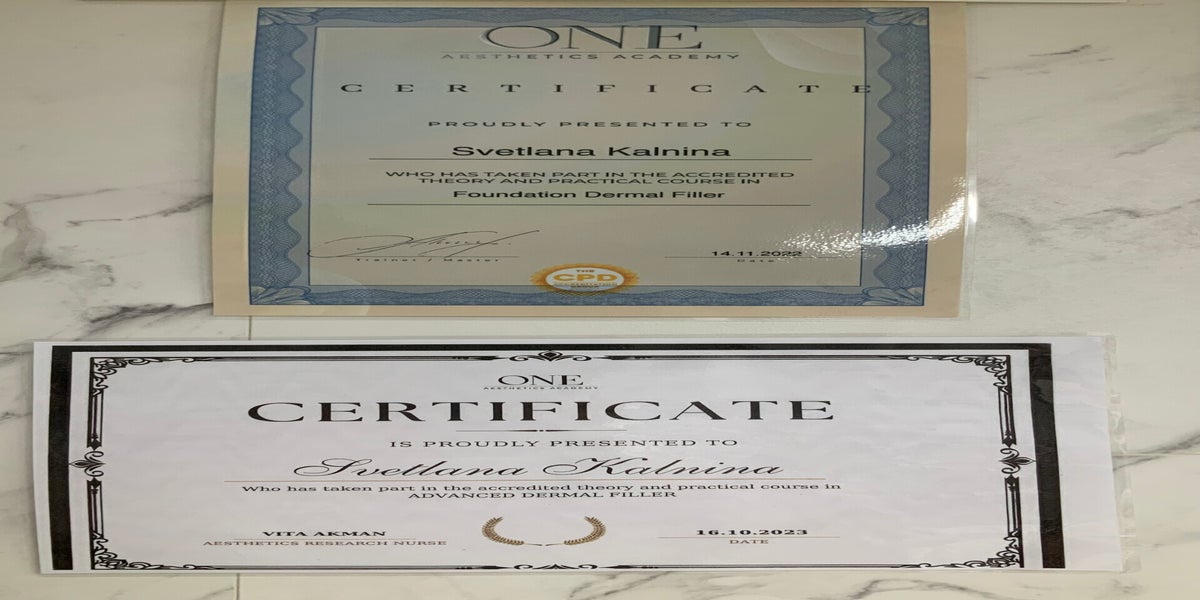 ONE
AESTHETICS ACADEMY
CERTIFICATE
PROUDLY PRESENTED TO
Svetlana Kalnina
WHO HAS TAKEN PART IN THE ACCREDITED
THEORY AND PRACTICAL COURSE IN
Foundation Dermal Filler
14.11.2022
Trainer / Master
Date
THE
CPD
ONE
AESTHETICS ACADEMY
CERTIFICATE
IS PROUDLY PRESENTED TO
Svetlana Kalnina
Who has taken part in the accredited theory and practical course in
ADVANCED DERMAL FILLER
VITA AKMAN
AESTHETICS RESEARCH NURSE
16.10.2023
DATE